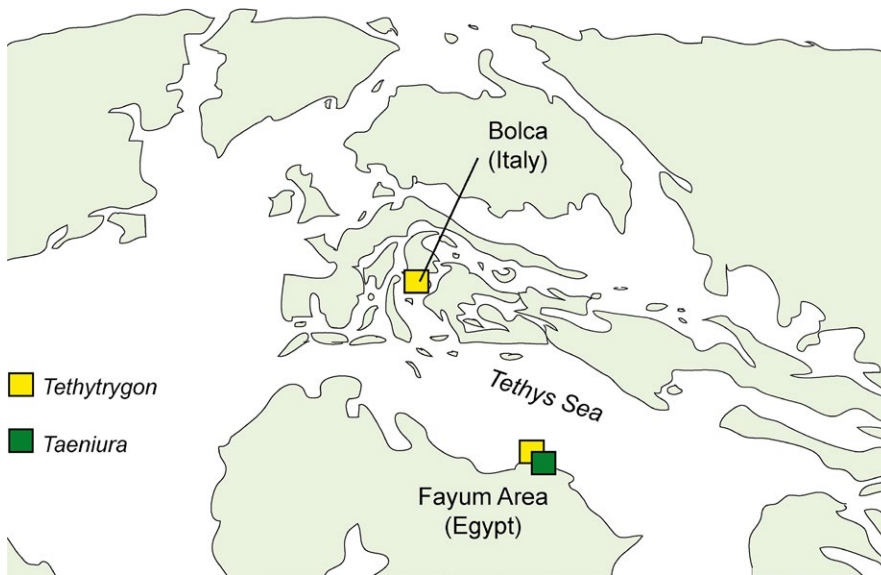 Bolca
(Italy)
Tethys Sea
Tethytrygon
Taeniura
Fayum Area
(Egypt)